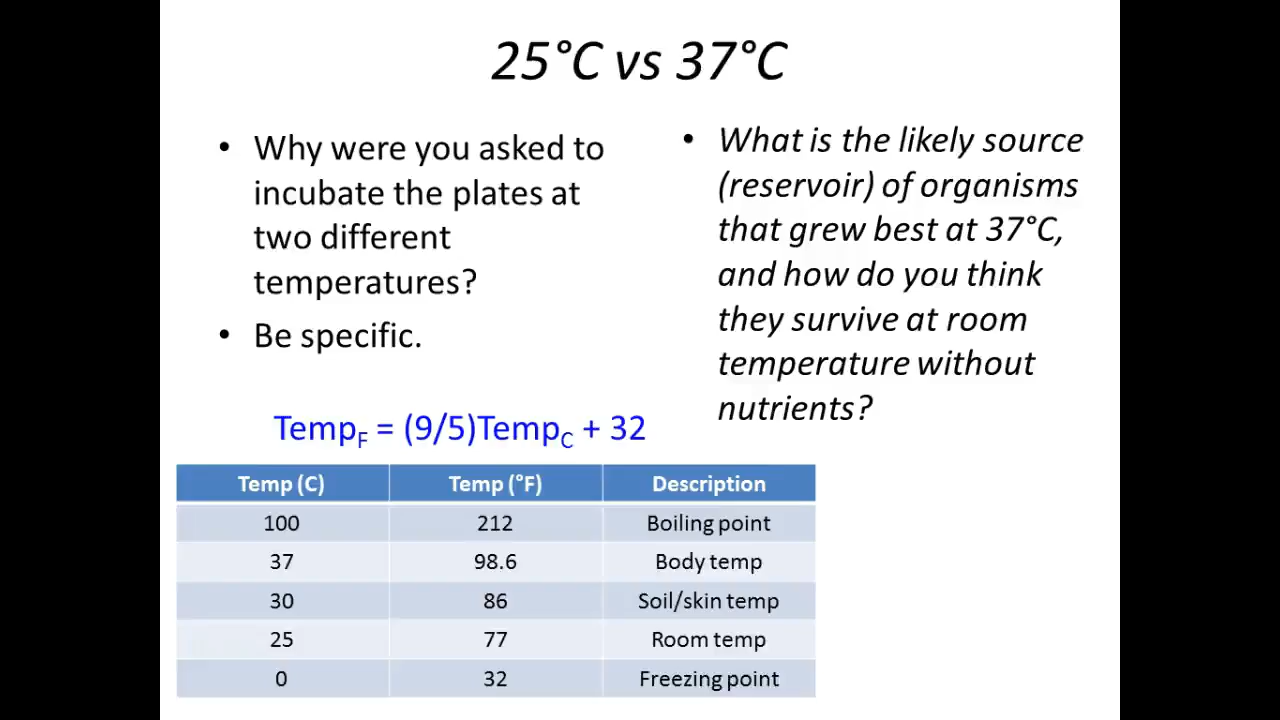 25°C vs 37°C
• Why were you asked to
incubate the plates at
two different
temperatures?
• Be specific.
• What is the likely source
(reservoir) of organisms
that grew best at 37°C,
and how do you think
they survive at room
temperature without
nutrients?
Temp_F = (9/5)Temp_C + 32
Temp (C) Temp (°F) Description
100 212 Boiling point
37 98.6 Body temp
30 86 Soil/skin temp
25 77 Room temp
0 32 Freezing point